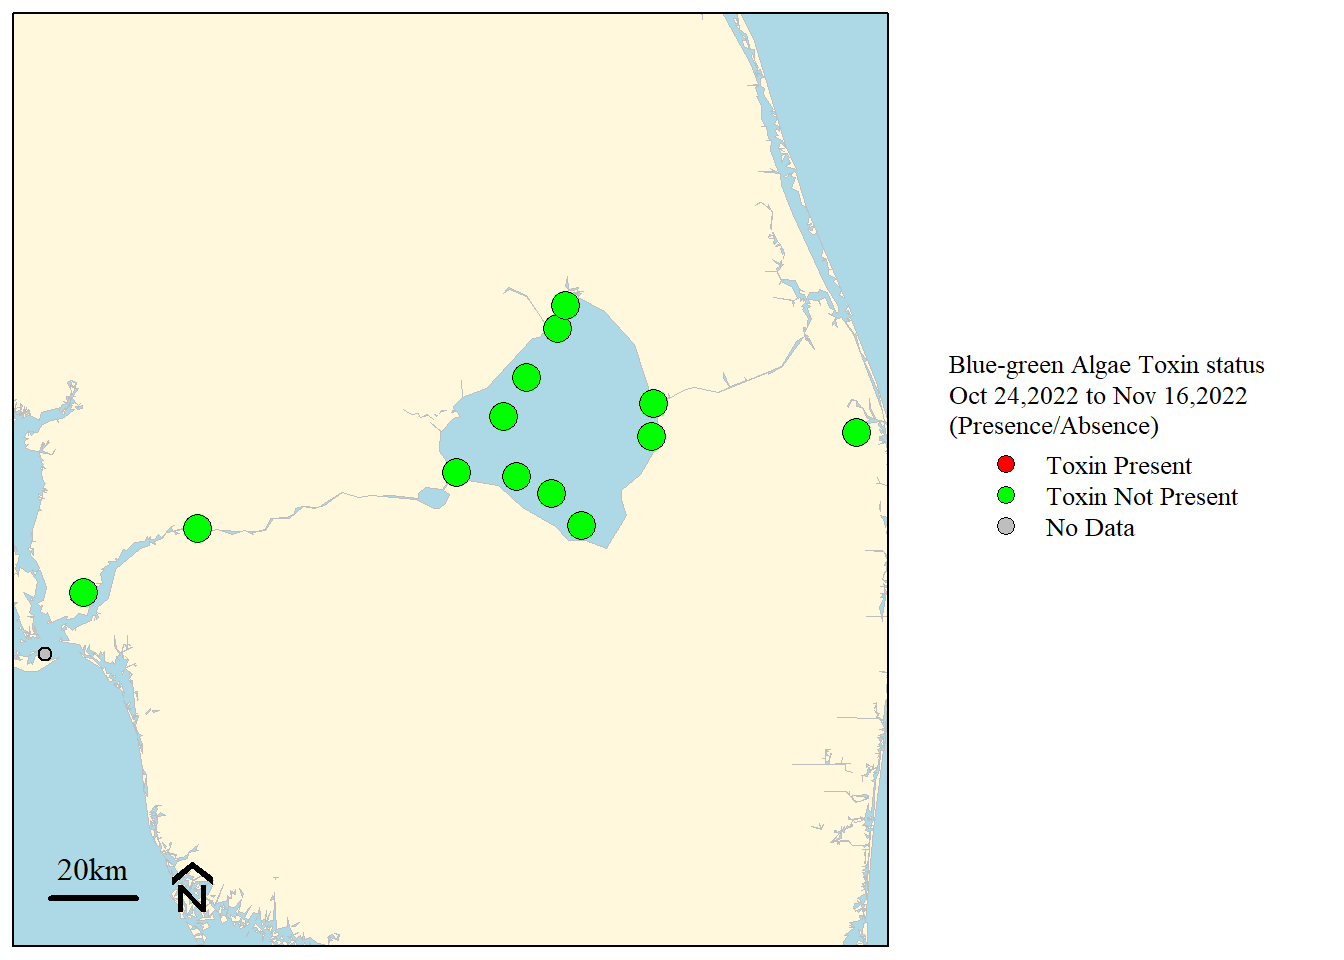 Blue-green Algae Toxin status
Oct 24,2022 to Nov 16,2022
(Presence/Absence)
Toxin Present
Toxin Not Present
No Data
20km
N